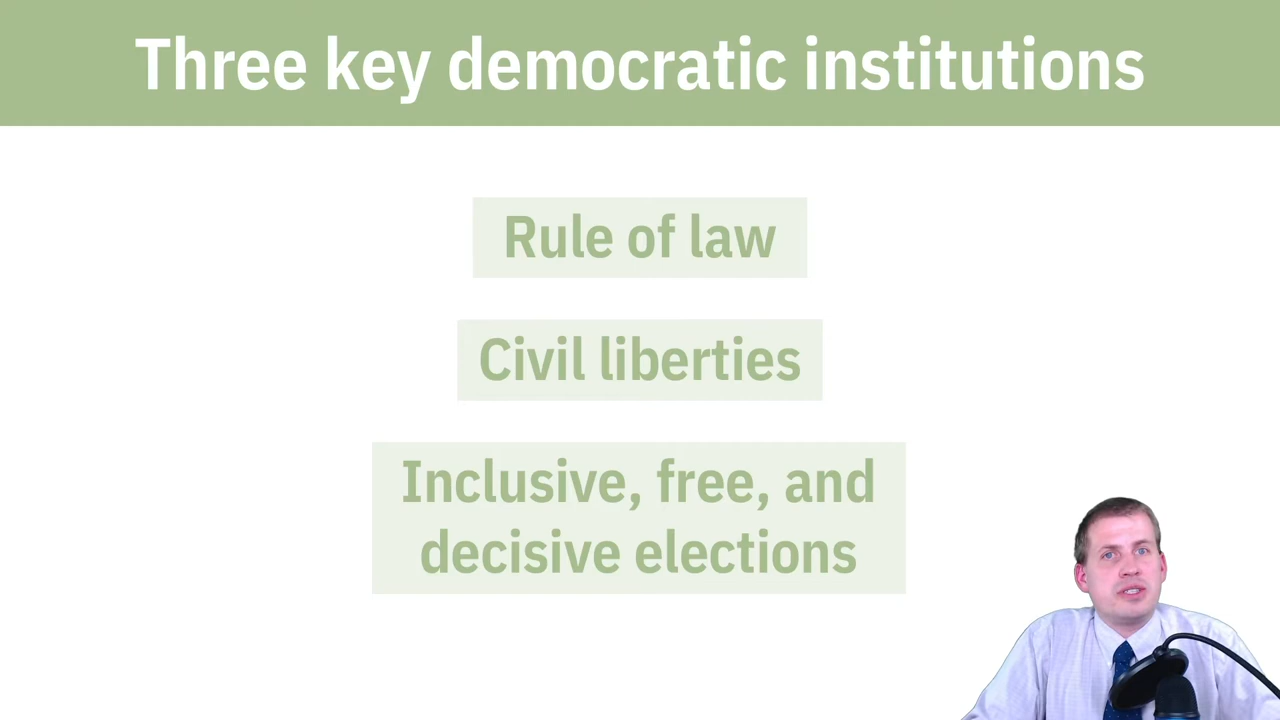 Three key democratic institutions
Rule of law
Civil liberties
Inclusive, free, and
decisive elections